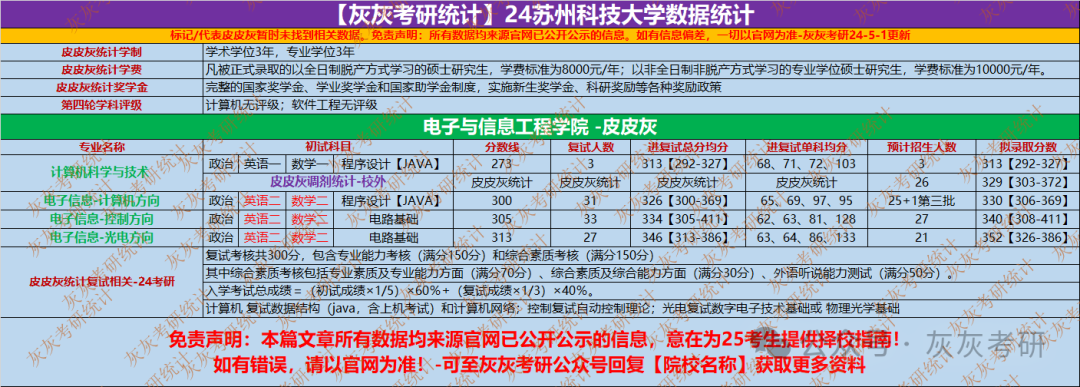 【灰灰考研统计】24苏州科技大学数据统计
标记/代表皮皮灰暂时未找到相关数据。免责声明：所有数据均来源官网已公开公示的信息。如有信息偏差，一切以官网为准-灰灰考研24-5-1更新
皮皮灰统计学制 学术学位3年，专业学位3年
皮皮灰统计学费 凡被正式录取的以全日制脱产方式学习的硕士研究生，学费标准为8000元/年；以非全日制非脱产方式学习的专业学位硕士研究生，学费标准为10000元/年。
皮皮灰统计奖学金 完整的国家奖学金、学业奖学金和国家助学金制度，实施新生奖学金、科研奖励等各种奖励政策
第四轮学科评级 计算机无评级；软件工程无评级
电子与信息工程学院 -皮皮灰
专业名称 初试科目 分数线 复试人数 进复试总分均分 进复试单科均分 预计招生人数 拟录取分数
计算机科学与技术 政治 英语一 数学一 程序设计【JAVA】 273 3 313【292-327】 68、71、72、103 3 313【292-327】
皮皮灰调剂统计-校外 皮皮灰统计 皮皮灰统计 皮皮灰统计 皮皮灰统计 26 329【303-372】
电子信息-计算机方向 政治 英语二 数学二 程序设计【JAVA】 300 31 326【300-369】 65、69、97、95 25+1第三批 330【306-369】
电子信息-控制方向 政治 英语二 数学二 电路基础 305 33 334【305-411】 62、63、81、128 27 340【308-411】
电子信息-光电方向 政治 英语二 数学二 电路基础 313 27 346【313-386】 63、64、86、133 21 352【326-386】
皮皮灰统计复试相关-24考研
复试考核共300分，包含专业能力考核（满分150分）和综合素质考核（满分150分）
其中综合素质考核包括专业素质及专业能力方面（满分70分）、综合素质及综合能力方面（满分30分）、外语听说能力测试（满分50分）。
入学考试总成绩＝（初试成绩×1/5）×60%+（复试成绩×1/3）×40%。
计算机 复试数据结构（java，含上机考试）和计算机网络；控制复试自动控制理论；光电复试数字电子技术基础或 物理光学基础
免责声明：本篇文章所有数据均来源官网已公开公示的信息，意在为25考生提供择校指南！
如有错误，请以官网为准！-可至灰灰考研公众号回复【院校名称】获取更多资料
公众号 · 灰灰考研